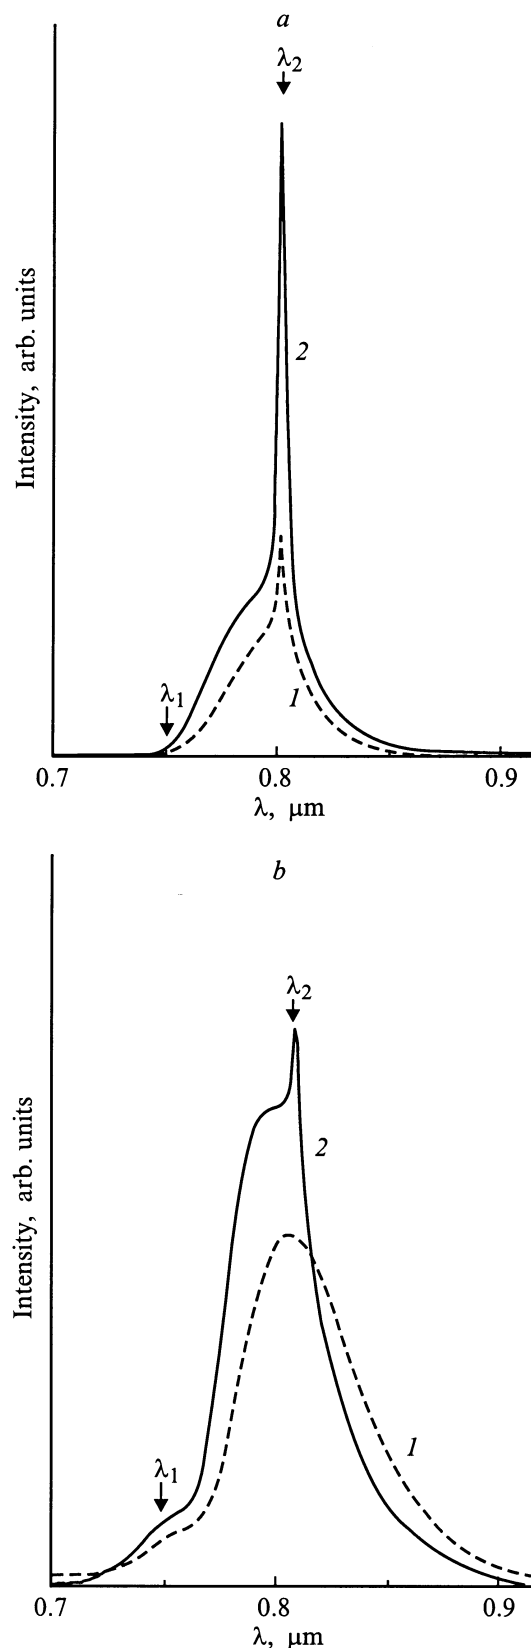 a
λ2
Intensity, arb. units
2
1
λ1
0.7
0.8
0.9
λ, μm
b
λ2
Intensity, arb. units
2
1
λ1
0.7
0.8
0.9
λ, μm